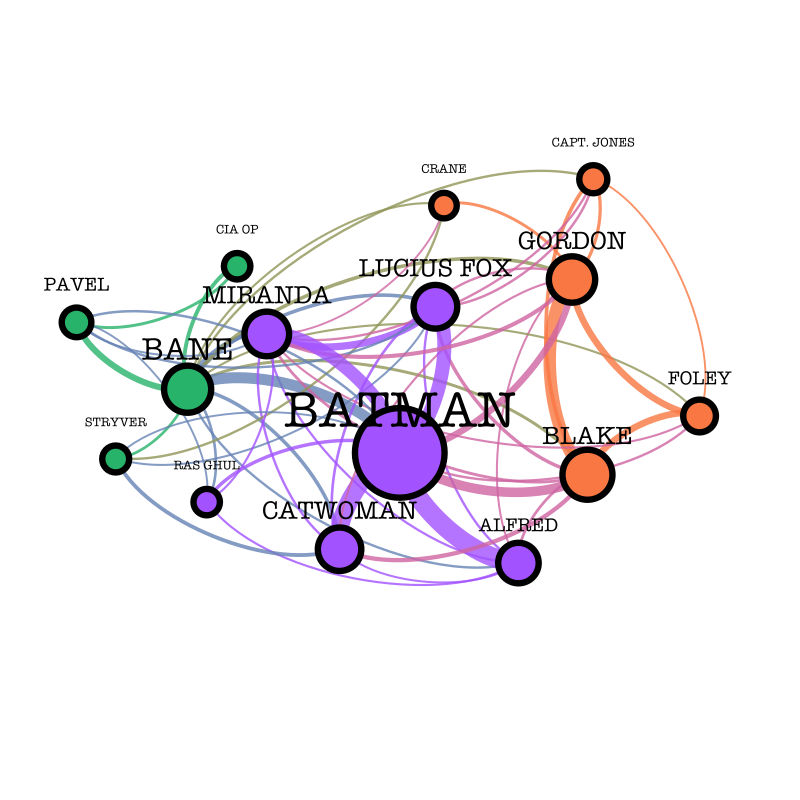 CAPT. JONES
CRANE
CIA OP
GORDON
LUCIUS FOX
PAVEL
MIRANDA
BANE
FOLEY
BATMAN
STRYVER
BLAKE
RAS GHUL
CATWOMAN
ALFRED